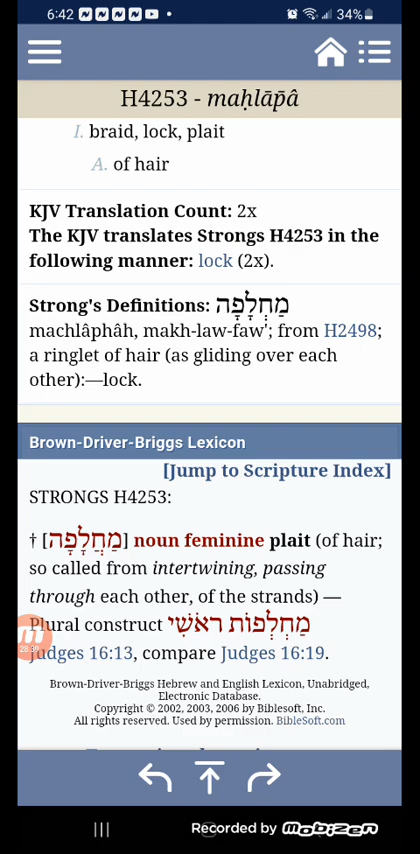 6:42 34%
H4253 - maḥlāp̄â
I. braid, lock, plait
A. of hair
KJV Translation Count: 2x
The KJV translates Strongs H4253 in the
following manner: lock (2x).
Strong's Definitions: מַחְלָפָה
machlâphâh, makh-law-faw'; from H2498;
a ringlet of hair (as gliding over each
other):—lock.
Brown-Driver-Briggs Lexicon
[Jump to Scripture Index]
STRONGS H4253:
† [מַחֲלָפָה] noun feminine plait (of hair;
so called from intertwining, passing
through each other, of the strands) —
Plural construct מַחְלְפוֹת ראֹשִׁי
Judges 16:13, compare Judges 16:19.
28:39
Brown-Driver-Briggs Hebrew and English Lexicon, Unabridged,
Electronic Database.
Copyright © 2002, 2003, 2006 by Biblesoft, Inc.
All rights reserved. Used by permission. BibleSoft.com
Recorded by Mobizen